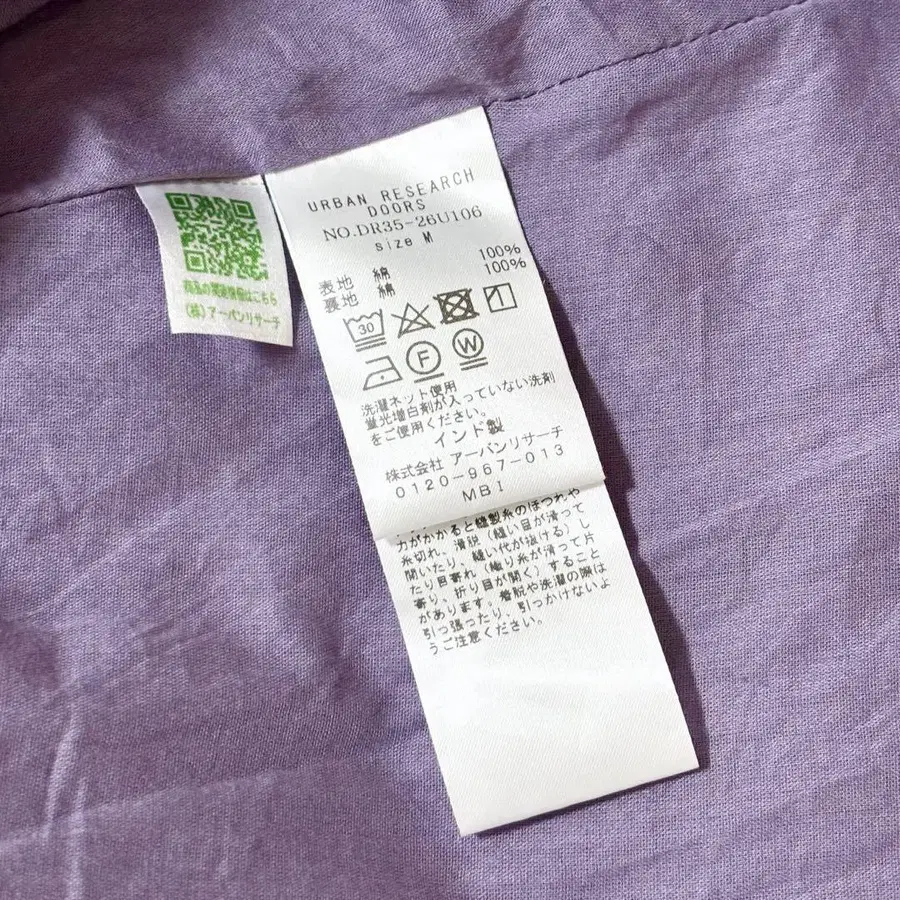 商品の関連情報はこちら
(株)アーバンリサーチ
URBAN RESEARCH
DOORS
NO.DR35-26U106
size M
表地 綿 100%
裏地 綿 100%
30
F
W
洗濯ネット使用
蛍光増白剤が入っていない洗剤
をご使用ください。
インド製
株式会社 アーバンリサーチ
0120-967-013
MBI
力がかかると縫製糸のほつれや
糸切れ、滑脱(縫い目が滑って
開いたり、縫い代が抜ける)し
たり目寄れ(織り糸が滑って片
寄り、折り目が開く)すること
があります。着脱や洗濯の際は
引っ張ったり、引っかけないよ
うご注意ください。